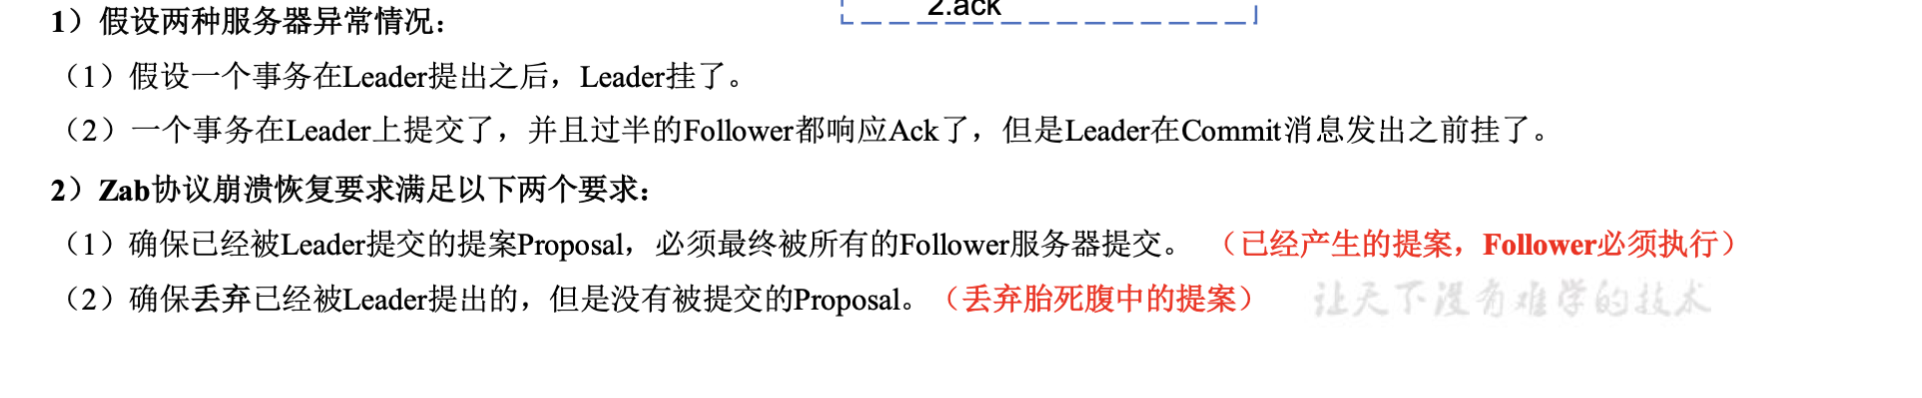 2.ack
1）假设两种服务器异常情况：
（1）假设一个事务在Leader提出之后，Leader挂了。
（2）一个事务在Leader上提交了，并且过半的Follower都响应Ack了，但是Leader在Commit消息发出之前挂了。
2）Zab协议崩溃恢复要求满足以下两个要求：
（1）确保已经被Leader提交的提案Proposal，必须最终被所有的Follower服务器提交。 （已经产生的提案，Follower必须执行）
（2）确保丢弃已经被Leader提出的，但是没有被提交的Proposal。（丢弃胎死腹中的提案） 让天下没有难学的技术